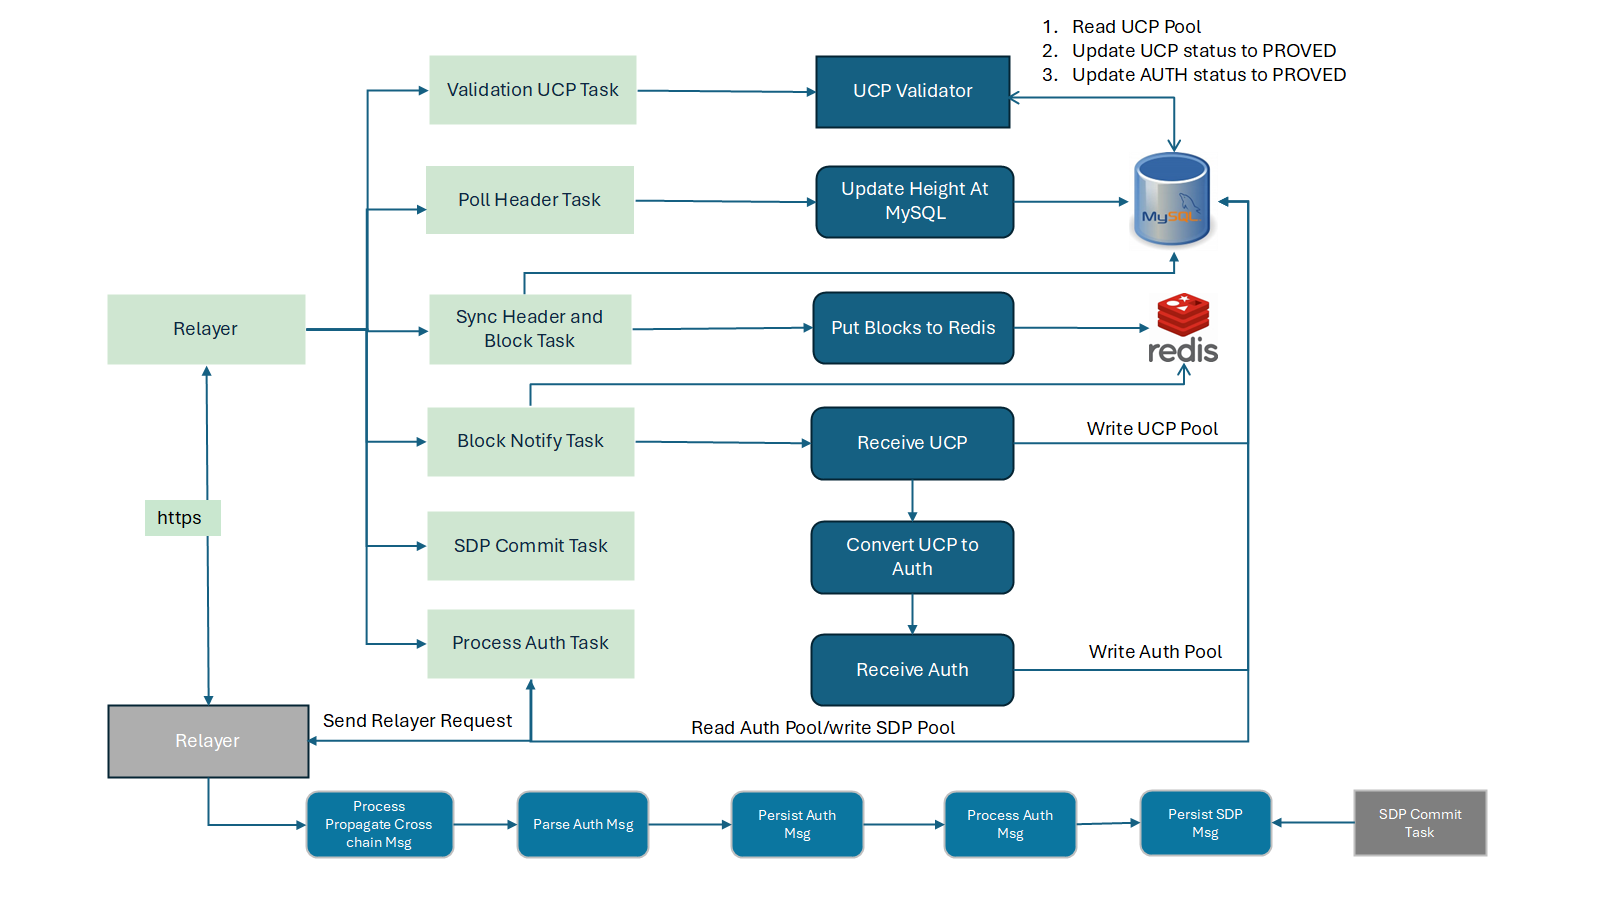 1. Read UCP Pool
2. Update UCP status to PROVED
3. Update AUTH status to PROVED
Validation UCP Task
UCP Validator
Poll Header Task
Update Height At
MySQL
MySQL
Relayer
Sync Header and
Block Task
Put Blocks to Redis
redis
Block Notify Task
Receive UCP
Write UCP Pool
https
SDP Commit Task
Convert UCP to
Auth
Process Auth Task
Receive Auth
Write Auth Pool
Relayer
Send Relayer Request
Read Auth Pool/write SDP Pool
Process
Propagate Cross
chain Msg
Parse Auth Msg
Persist Auth
Msg
Process Auth
Msg
Persist SDP
Msg
SDP Commit
Task